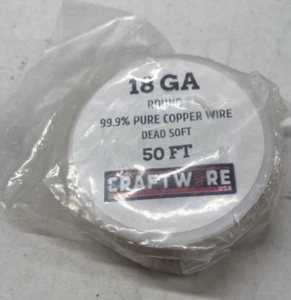 18 GA
ROUND
99.9% PURE COPPER WIRE
DEAD SOFT
50 FT
CRAFTWIRE
USA